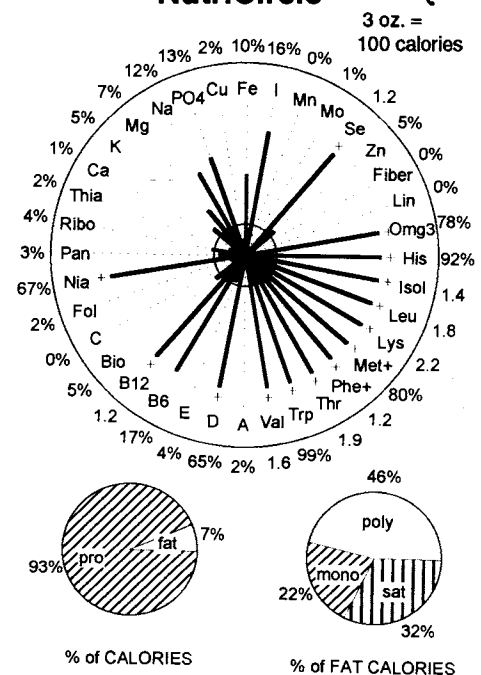 NutriCircle
3 oz. =
100 calories
10%
Fe
16%
I
0%
Mn
1%
Mo
1.2
Se
5%
Zn
0%
Fiber
0%
Lin
78%
Omg3
92%
His
1.4
Isol
1.8
Leu
2.2
Lys
80%
Met+
1.2
Phe+
1.9
Thr
99%
Trp
1.6
Val
2%
A
65%
D
4%
E
17%
B6
1.2
B12
5%
Bio
0%
C
2%
Fol
67%
Nia
3%
Pan
4%
Ribo
2%
Thia
1%
Ca
5%
K
7%
Mg
12%
Na
13%
PO4
2%
Cu
93%
pro
fat
7%
% of CALORIES
46%
poly
mono
22%
sat
32%
% of FAT CALORIES